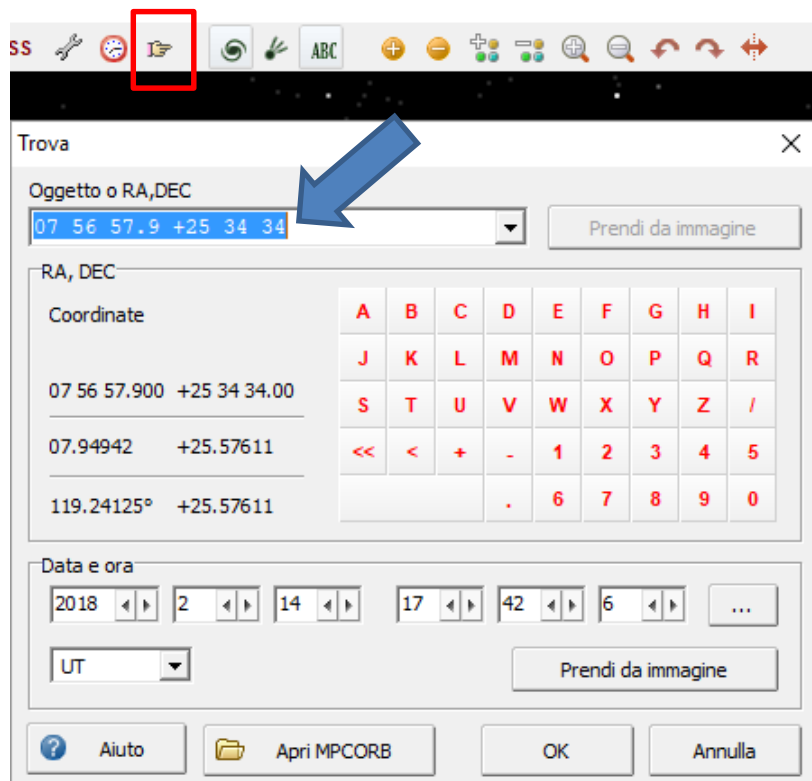 SS ABC
Trova
Oggetto o RA,DEC
07 56 57.9 +25 34 34
Prendi da immagine
RA, DEC
Coordinate
A B C D E F G H I
J K L M N O P Q R
07 56 57.900 +25 34 34.00
S T U V W X Y Z /
07.94942 +25.57611
<< < + - 1 2 3 4 5
119.24125° +25.57611
. 6 7 8 9 0
Data e ora
2018 2 14 17 42 6 ...
UT
Prendi da immagine
? Aiuto Apri MPCORB OK Annulla